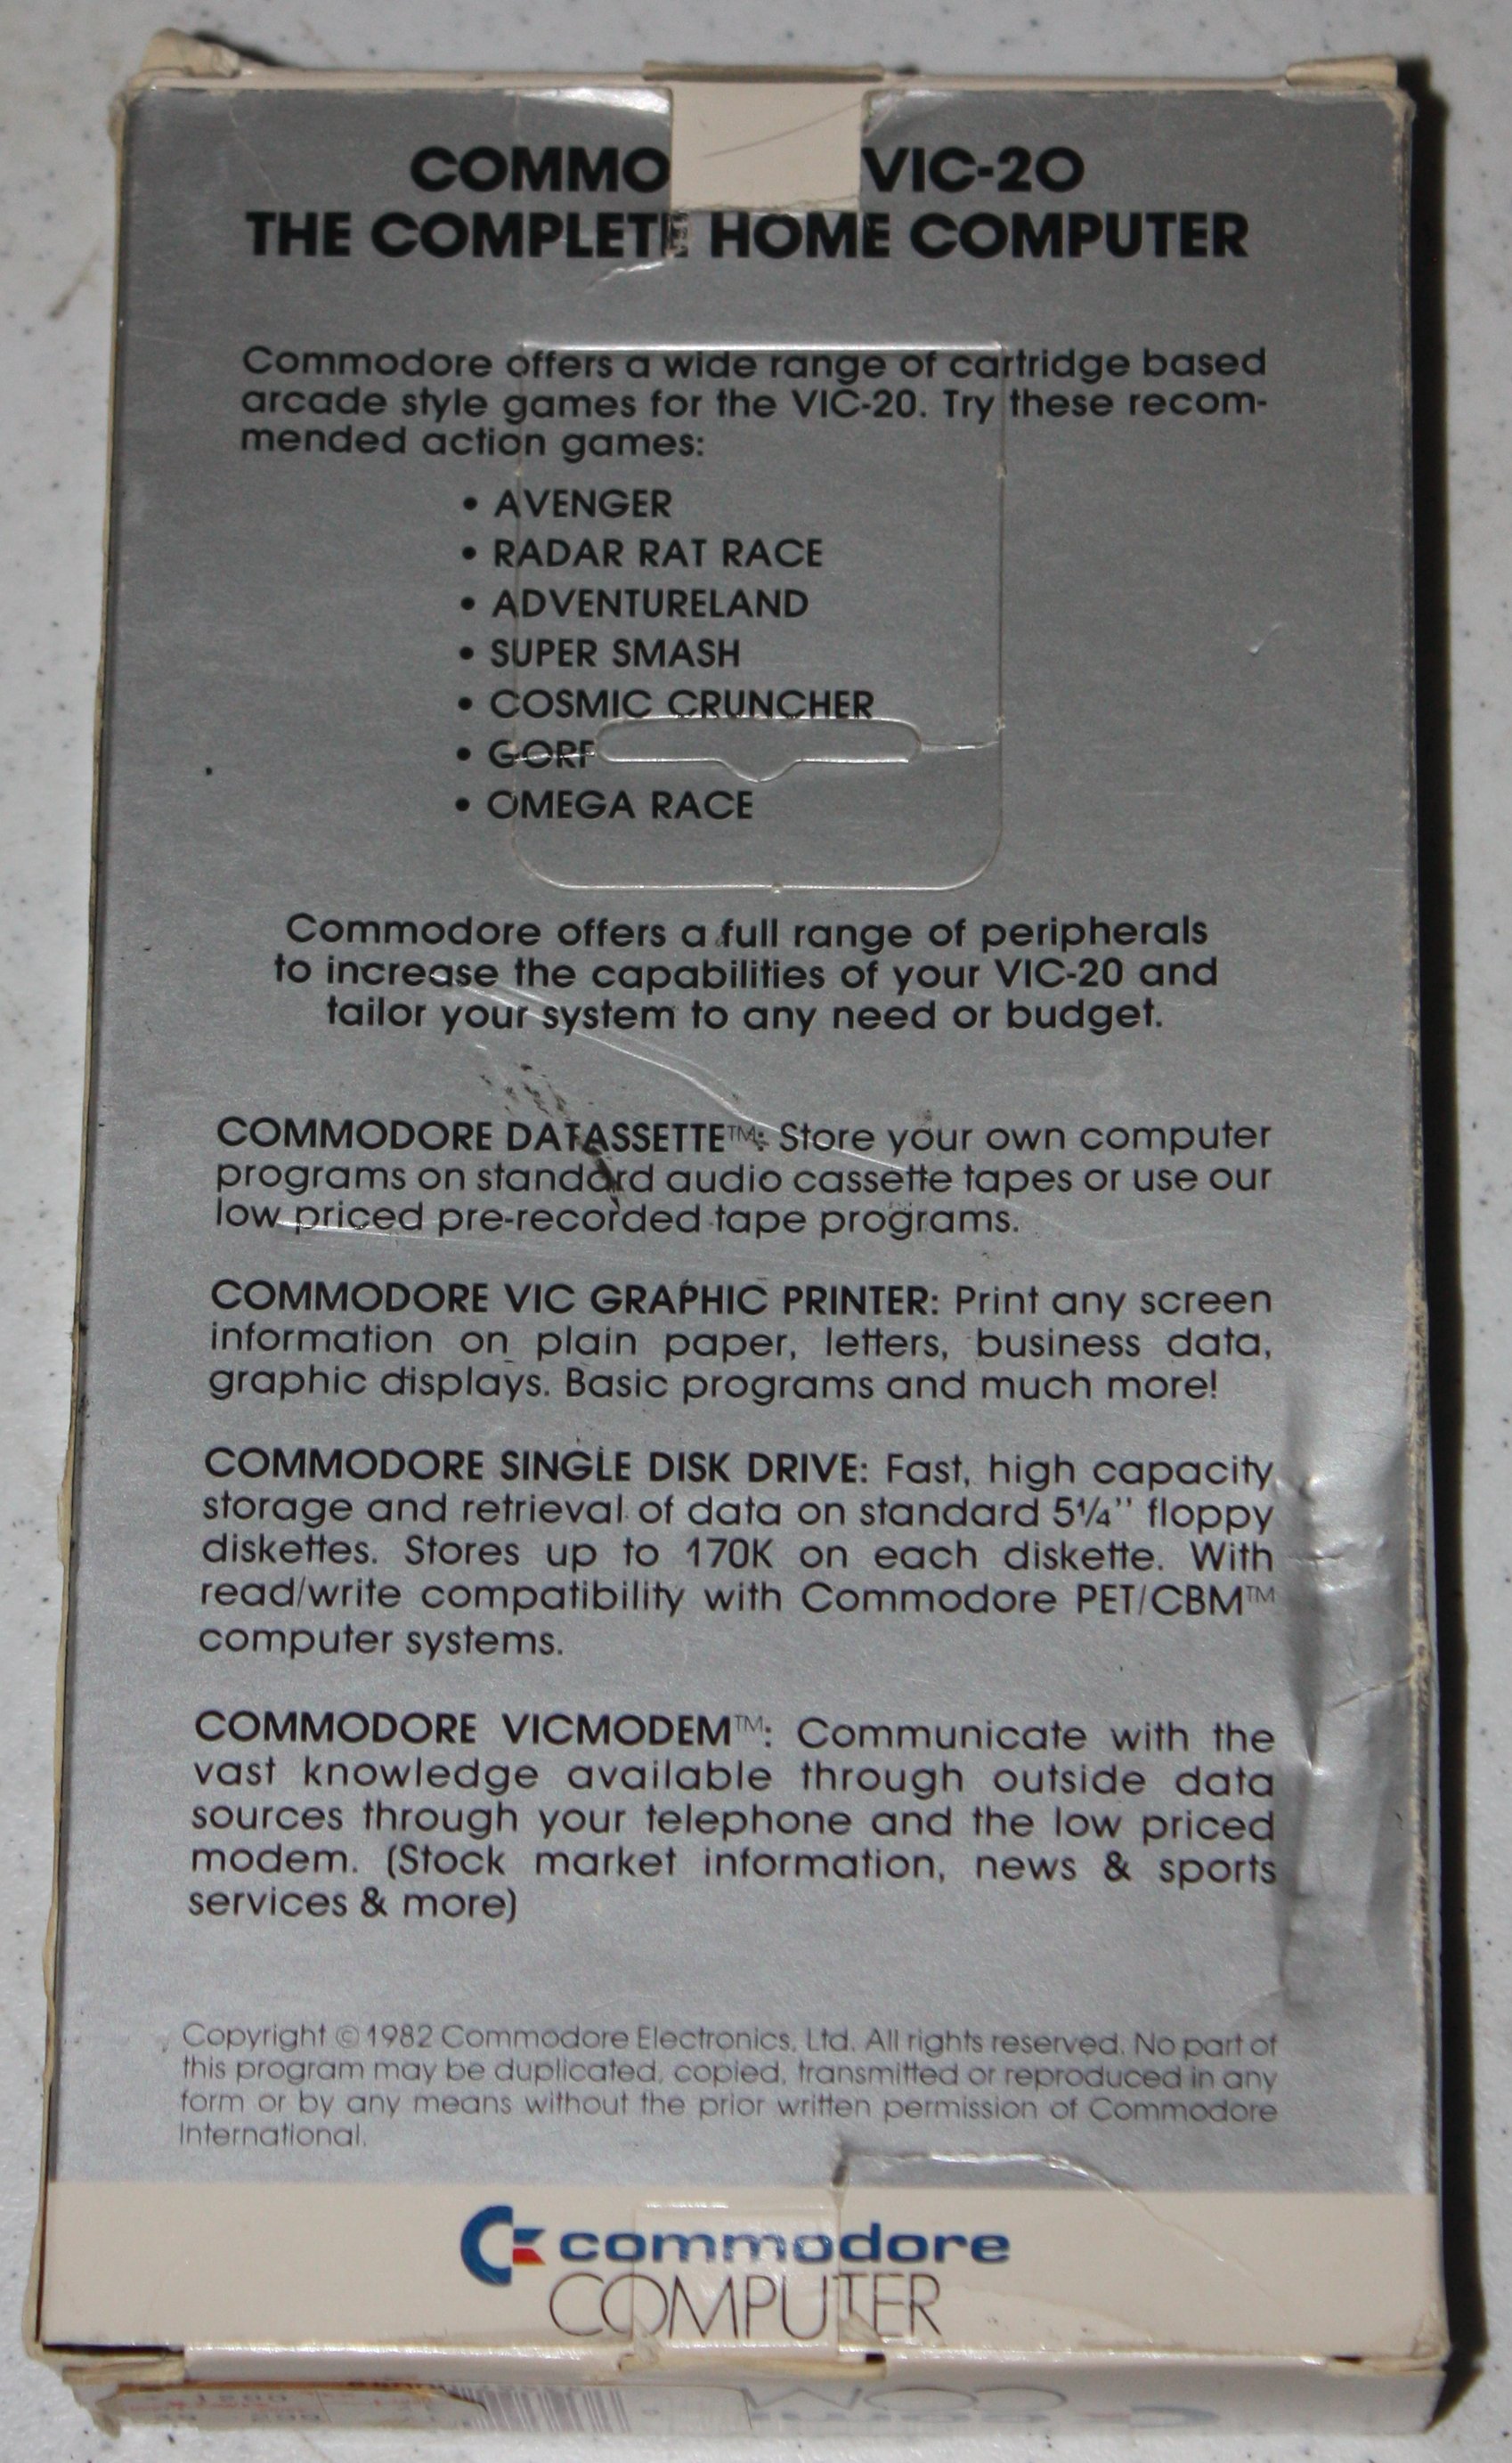 COMMO VIC-20
THE COMPLETE HOME COMPUTER
Commodore offers a wide range of cartridge based
arcade style games for the VIC-20. Try these recom-
mended action games:
• AVENGER
• RADAR RAT RACE
• ADVENTURELAND
• SUPER SMASH
• COSMIC CRUNCHER
• GORF
• OMEGA RACE
Commodore offers a full range of peripherals
to increase the capabilities of your VIC-20 and
tailor your system to any need or budget.
COMMODORE DATASSETTE™: Store your own computer
programs on standard audio cassette tapes or use our
low priced pre-recorded tape programs.
COMMODORE VIC GRAPHIC PRINTER: Print any screen
information on plain paper, letters, business data,
graphic displays. Basic programs and much more!
COMMODORE SINGLE DISK DRIVE: Fast, high capacity
storage and retrieval of data on standard 5¼'' floppy
diskettes. Stores up to 170K on each diskette. With
read/write compatibility with Commodore PET/CBM™
computer systems.
COMMODORE VICMODEM™: Communicate with the
vast knowledge available through outside data
sources through your telephone and the low priced
modem. (Stock market information, news & sports
services & more)
Copyright © 1982 Commodore Electronics, Ltd. All rights reserved. No part of
this program may be duplicated, copied, transmitted or reproduced in any
form or by any means without the prior written permission of Commodore
International.
commodore
COMPUTER